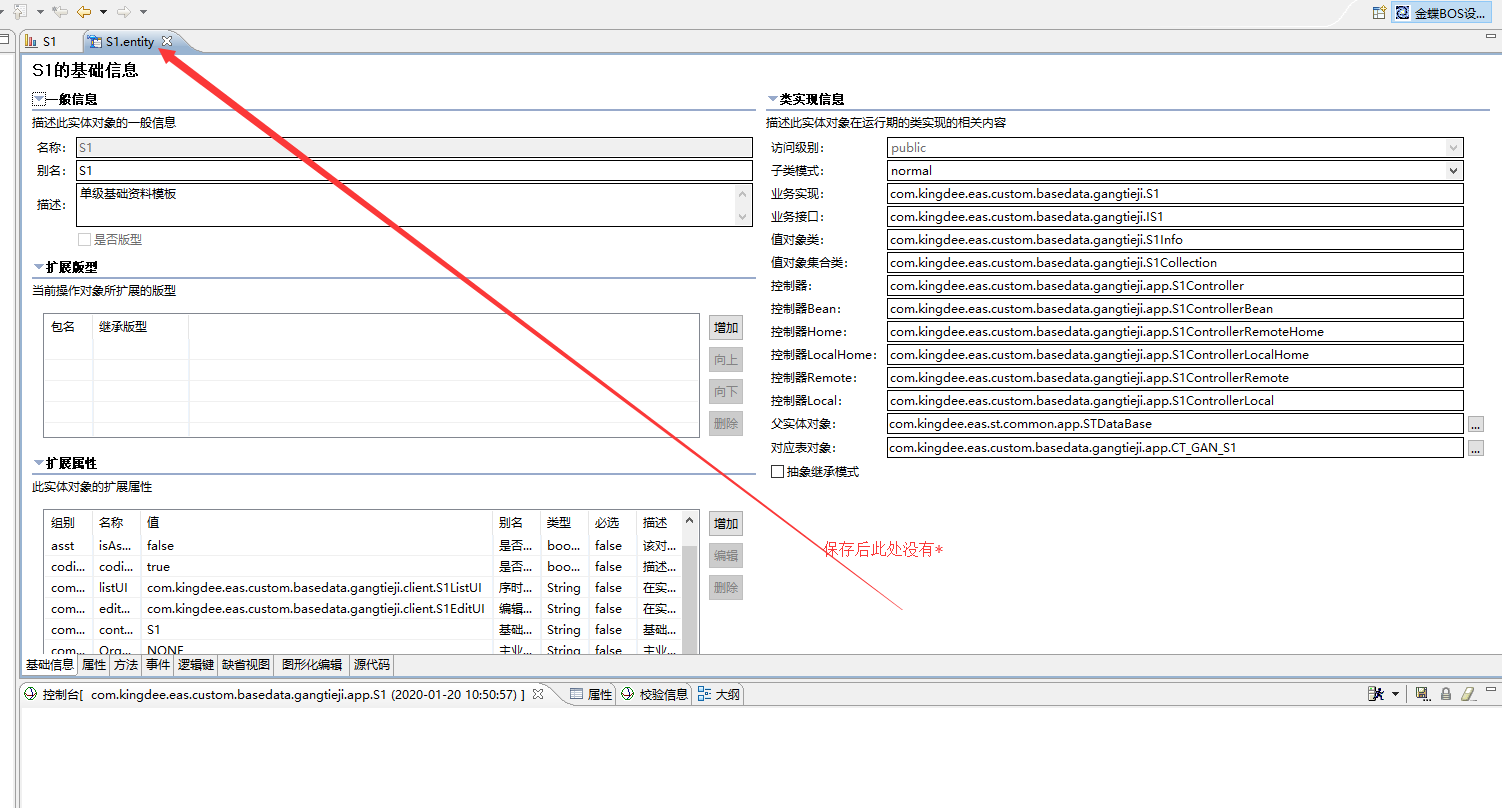 金蝶BOS设...
S1
S1.entity
S1的基础信息
一般信息
描述此实体对象的一般信息
名称: S1
别名: S1
描述: 单级基础资料模板
是否版型
扩展版型
当前操作对象所扩展的版型
包名 继承版型
增加
向上
向下
删除
扩展属性
此实体对象的扩展属性
组别 名称 值 别名 类型 必选 描述
asst isAs... false 是否... boo... false 该对...
codi... codi... true 是否... boo... false 描述...
com... listUI com.kingdee.eas.custom.basedata.gangtieji.client.S1ListUI 序时... String false 在实...
com... edit... com.kingdee.eas.custom.basedata.gangtieji.client.S1EditUI 编辑... String false 在实...
com... cont... S1 基础... String false 基础...
com... Org... NONE 主业... String false 主业...
增加
编辑
删除
类实现信息
描述此实体对象在运行期的类实现的相关内容
访问级别: public
子类模式: normal
业务实现: com.kingdee.eas.custom.basedata.gangtieji.S1
业务接口: com.kingdee.eas.custom.basedata.gangtieji.IS1
值对象类: com.kingdee.eas.custom.basedata.gangtieji.S1Info
值对象集合类: com.kingdee.eas.custom.basedata.gangtieji.S1Collection
控制器: com.kingdee.eas.custom.basedata.gangtieji.app.S1Controller
控制器Bean: com.kingdee.eas.custom.basedata.gangtieji.app.S1ControllerBean
控制器Home: com.kingdee.eas.custom.basedata.gangtieji.app.S1ControllerRemoteHome
控制器LocalHome: com.kingdee.eas.custom.basedata.gangtieji.app.S1ControllerLocalHome
控制器Remote: com.kingdee.eas.custom.basedata.gangtieji.app.S1ControllerRemote
控制器Local: com.kingdee.eas.custom.basedata.gangtieji.app.S1ControllerLocal
父实体对象: com.kingdee.eas.st.common.app.STDataBase ...
对应表对象: com.kingdee.eas.custom.basedata.gangtieji.app.CT_GAN_S1 ...
抽象继承模式
保存后此处没有*
基础信息 属性 方法 事件 逻辑键 缺省视图 图形化编辑 源代码
控制台[ com.kingdee.eas.custom.basedata.gangtieji.app.S1 (2020-01-20 10:50:57) ] 属性 校验信息 大纲